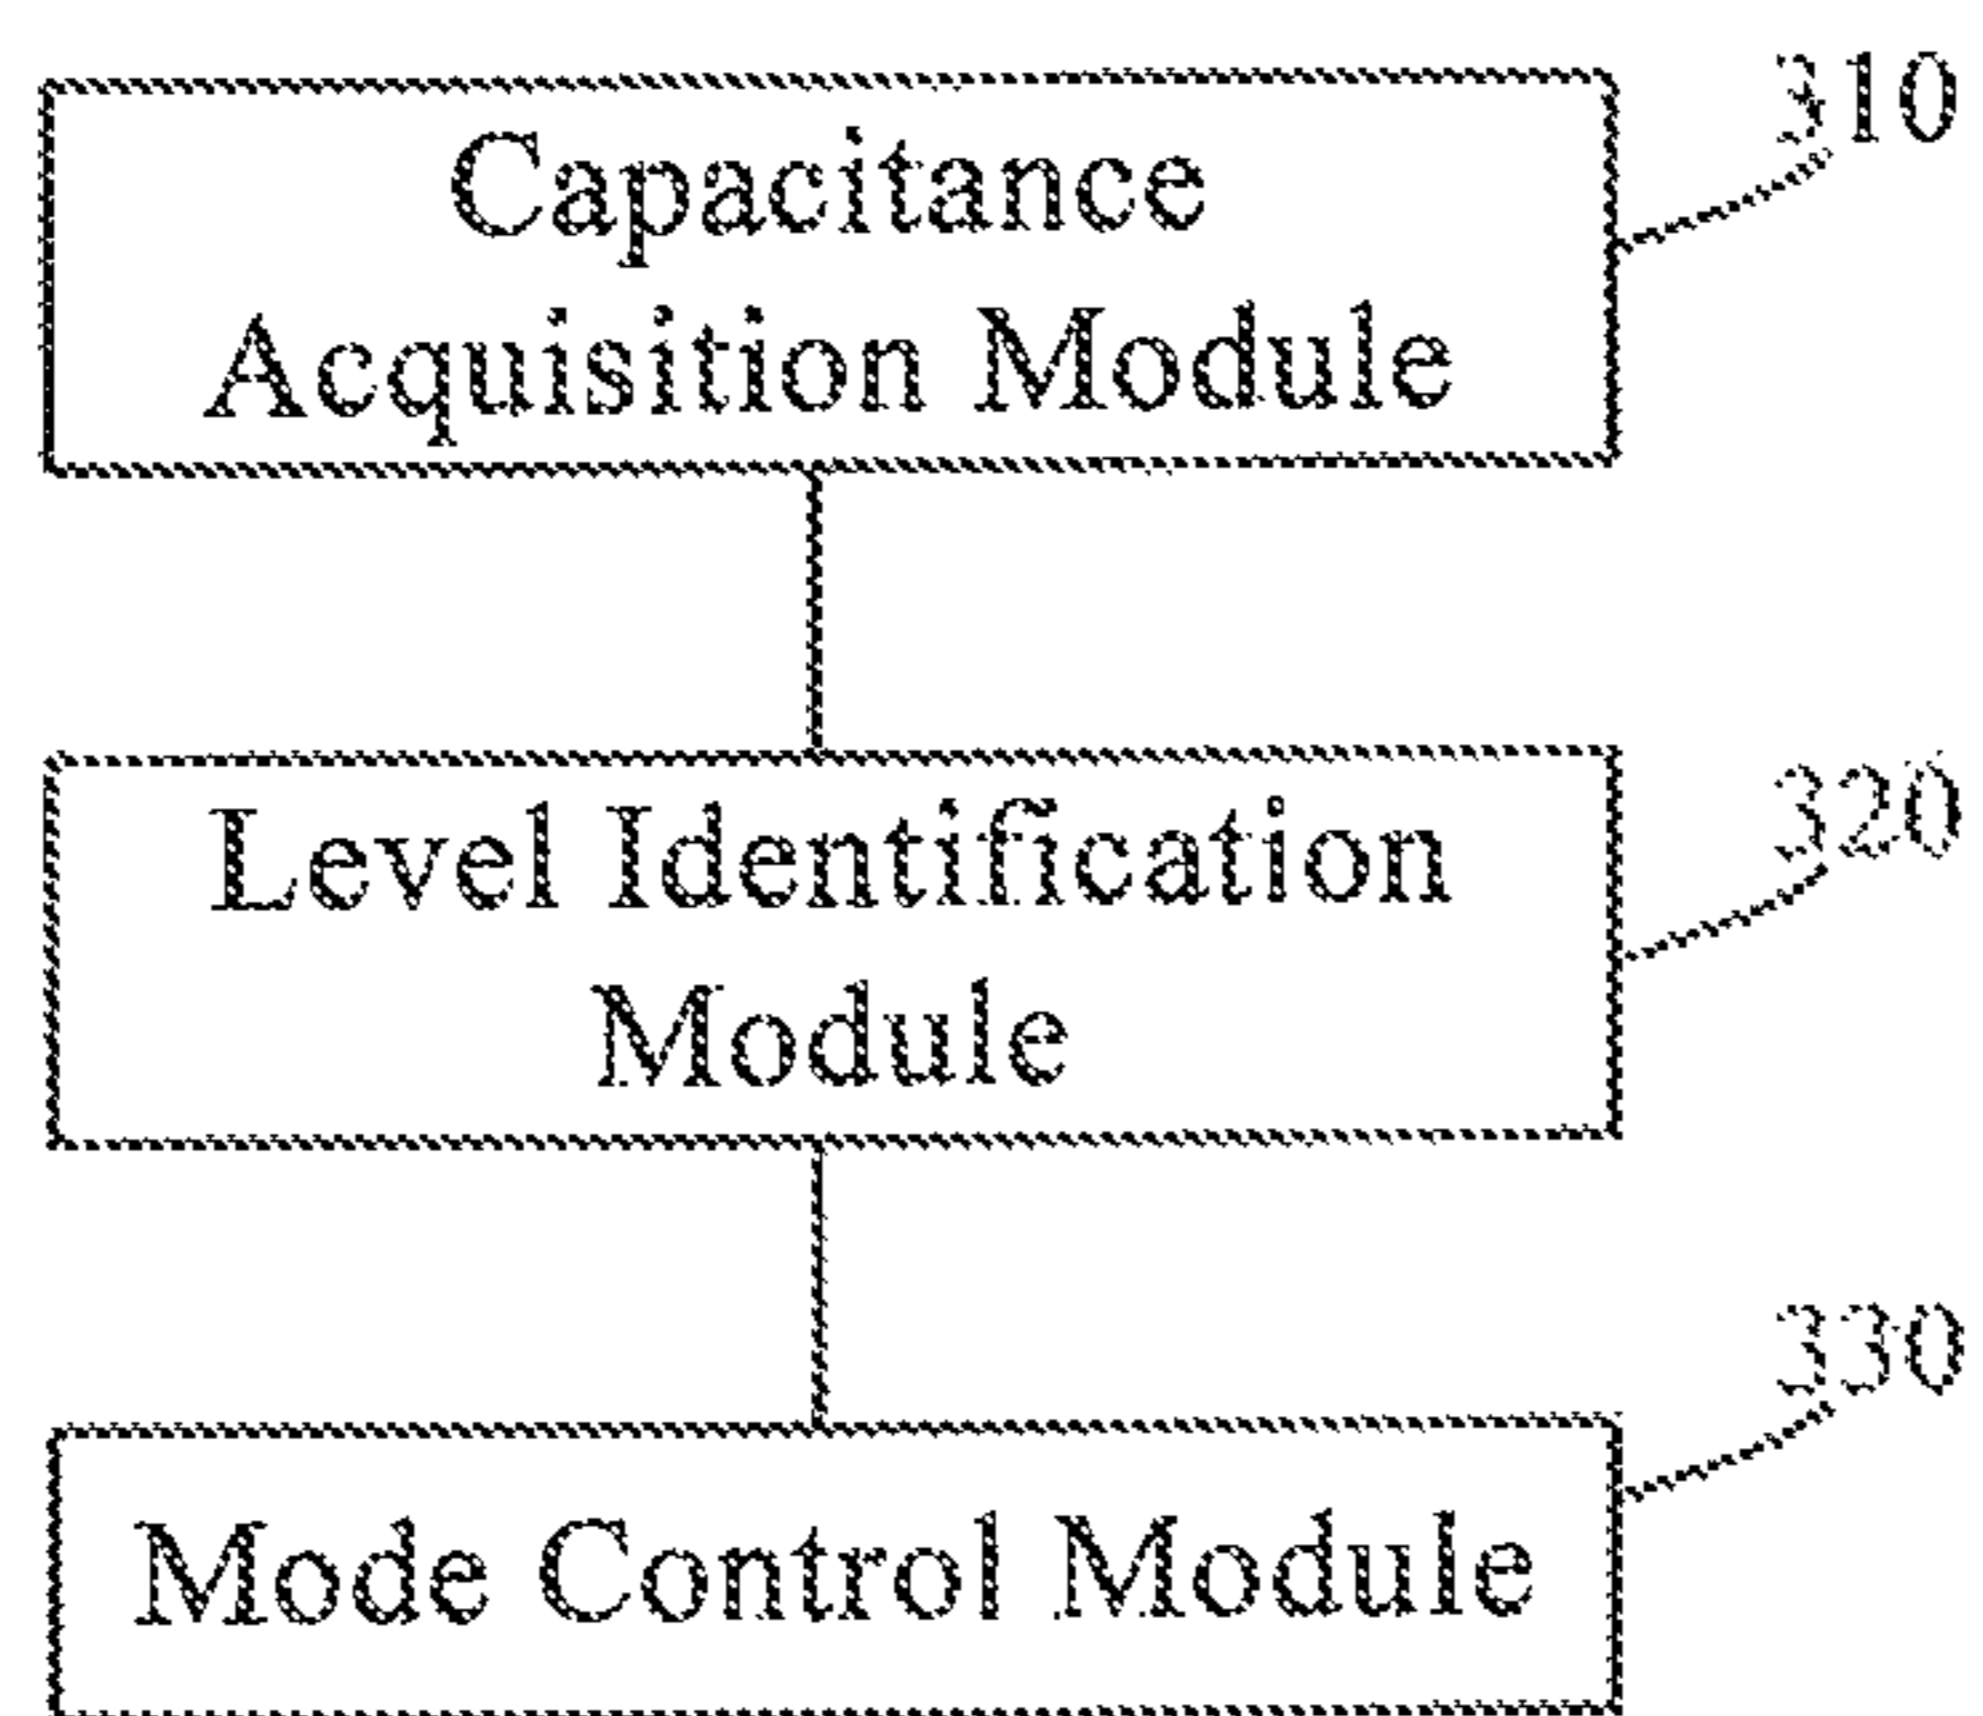 310
Capacitance
Acquisition Module
320
Level Identification
Module
330
Mode Control Module